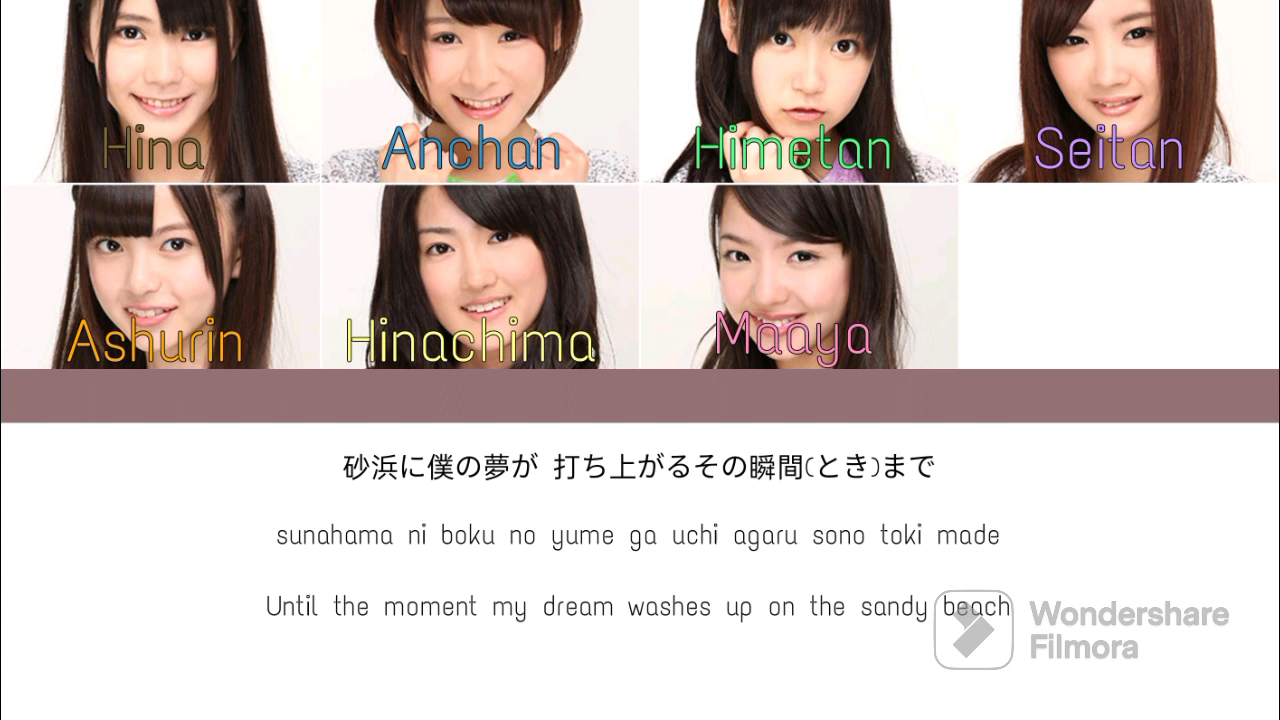 Hina Anchan Himetan Seitan
Ashurin Hinachima Maaya
砂浜に僕の夢が 打ち上がるその瞬間(とき)まで
sunahama ni boku no yume ga uchi agaru sono toki made
Until the moment my dream washes up on the sandy beach
Wondershare
Filmora